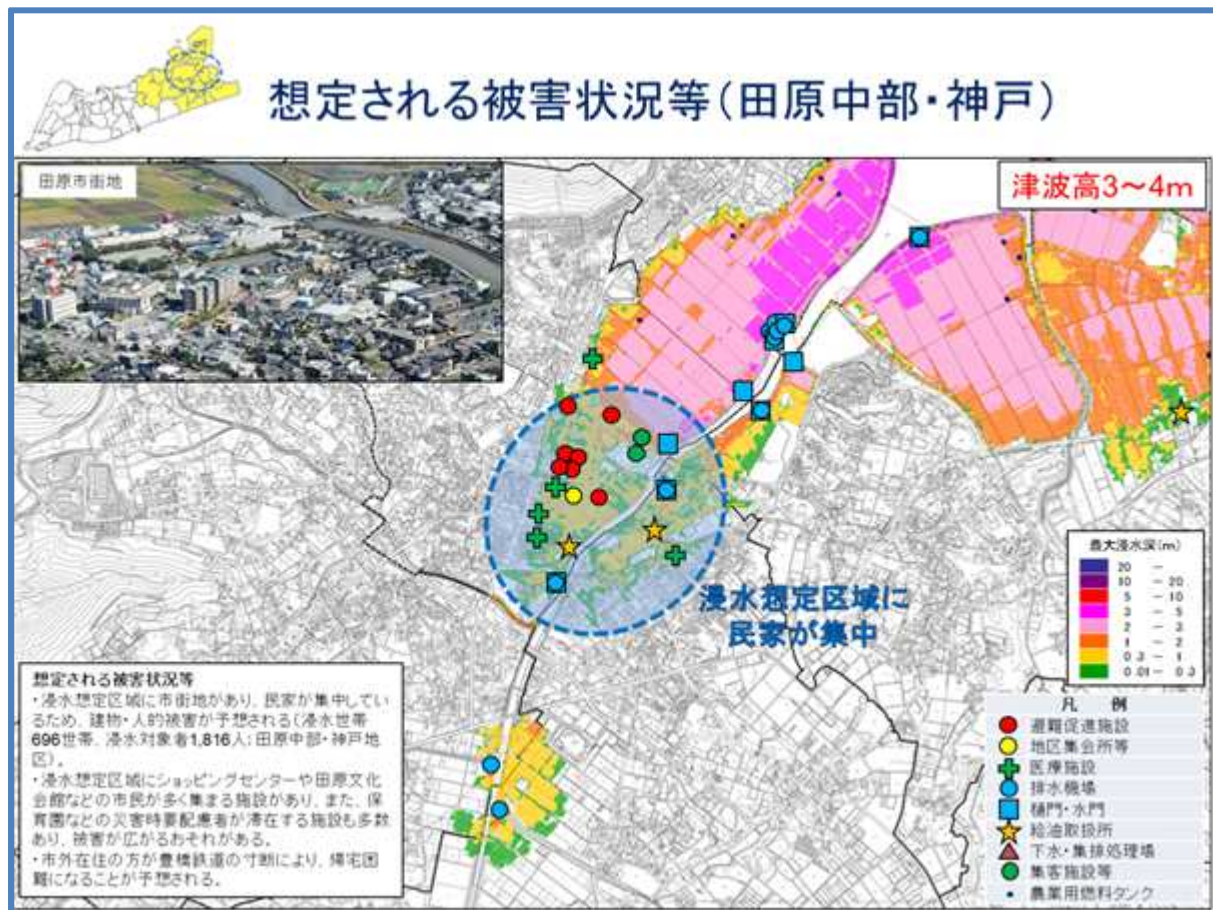 想定される被害状況等(田原中部・神戸)
田原市街地
津波高3～4m
浸水想定区域に
民家が集中
最大浸水深(m)
20 －
10 －20
5 －10
3 －5
2 －3
1 －2
0.3 －1
0.01 －0.3
想定される被害状況等
・浸水想定区域に市街地があり、民家が集中してい
るため、建物・人的被害が予想される(浸水世帯
696世帯、浸水対象者1,816人；田原中部・神戸地
区)。
・浸水想定区域にショッピングセンターや田原文化
会館などの市民が多く集まる施設があり、また、保
育園などの災害時要配慮者が滞在する施設も多数
あり、被害が広がるおそれがある。
・市外在住の方が豊橋鉄道の寸断により、帰宅困
難になることが予想される。
凡　例
避難促進施設
地区集会所等
医療施設
排水機場
樋門・水門
給油取扱所
下水・集排処理場
集客施設等
農業用燃料タンク